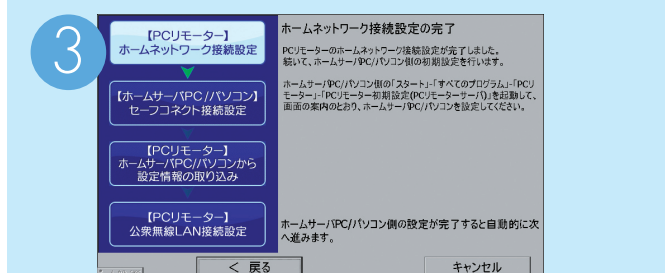 3
【PCリモーター】
ホームネットワーク接続設定
【ホームサーバPC/パソコン】
セーフコネクト接続設定
【PCリモーター】
ホームサーバPC/パソコンから
設定情報の取り込み
【PCリモーター】
公衆無線LAN接続設定
ホームネットワーク接続設定の完了
PCリモーターのホームネットワーク接続設定が完了しました。
続いて、ホームサーバPC/パソコン側の初期設定を行います。
ホームサーバPC/パソコン側の「スタート」-「すべてのプログラム」-「PCリ
モーター」-「PCリモーター初期設定(PCリモーターサーバ)」を起動して、
画面の案内のとおり、ホームサーバPC/パソコンを設定してください。
ホームサーバPC/パソコン側の設定が完了すると自動的に次
へ進みます。
< 戻る
キャンセル